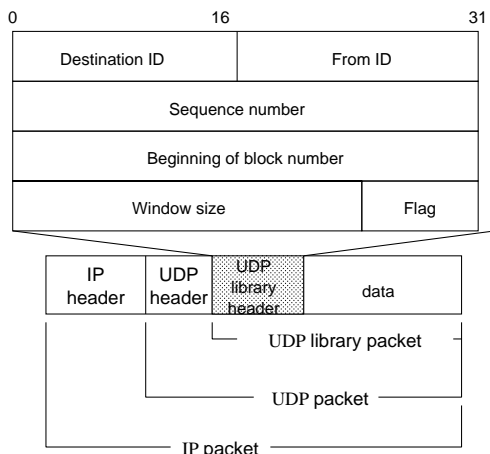 0 16 31
Destination ID From ID
Sequence number
Beginning of block number
Window size Flag
IP
header
UDP
header
UDP
library
header
data
UDP library packet
UDP packet
IP packet